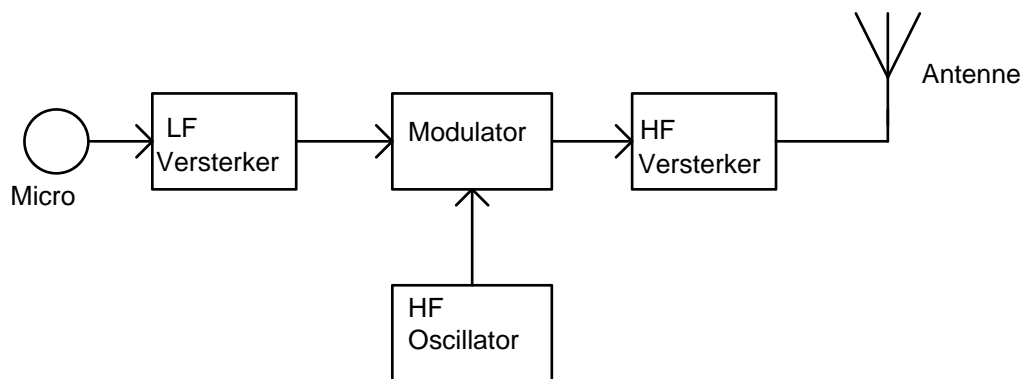 Micro
LF
Versterker
Modulator
HF
Oscillator
HF
Versterker
Antenne